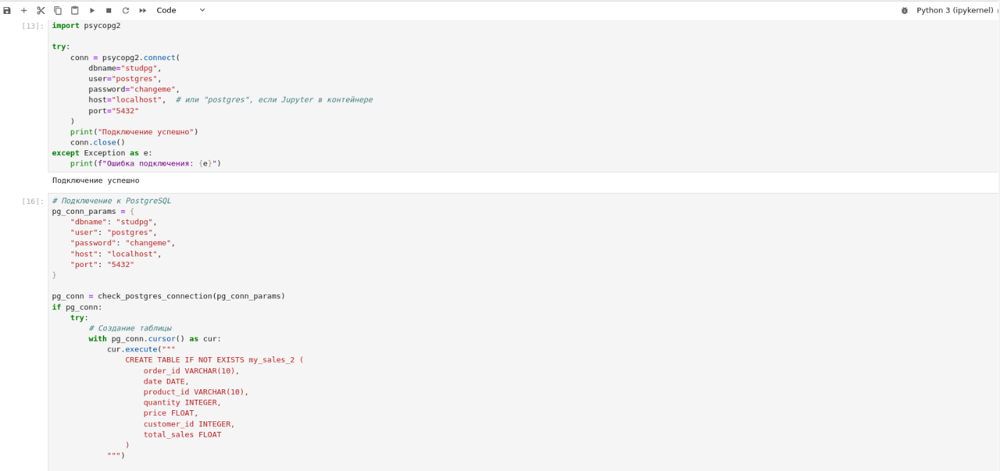 Code
Python 3 (ipykernel)
[13]:
import psycopg2
try:
    conn = psycopg2.connect(
        dbname="studpg",
        user="postgres",
        password="changeme",
        host="localhost",  # или "postgres", если Jupyter в контейнере
        port="5432"
    )
    print("Подключение успешно")
    conn.close()
except Exception as e:
    print(f"Ошибка подключения: {e}")
Подключение успешно
[16]:
# Подключение к PostgreSQL
pg_conn_params = {
    "dbname": "studpg",
    "user": "postgres",
    "password": "changeme",
    "host": "localhost",
    "port": "5432"
}
pg_conn = check_postgres_connection(pg_conn_params)
if pg_conn:
    try:
        # Создание таблицы
        with pg_conn.cursor() as cur:
            cur.execute("""
                CREATE TABLE IF NOT EXISTS my_sales_2 (
                    order_id VARCHAR(10),
                    date DATE,
                    product_id VARCHAR(10),
                    quantity INTEGER,
                    price FLOAT,
                    customer_id INTEGER,
                    total_sales FLOAT
                )
            """)